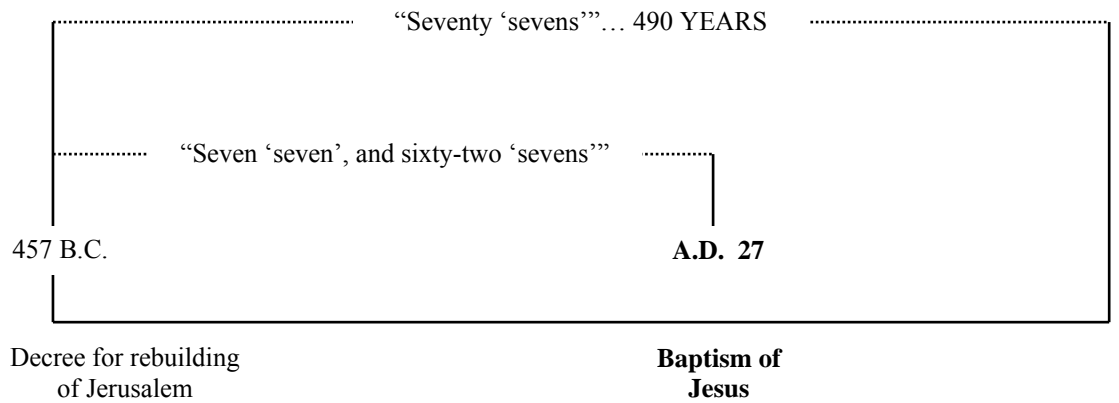 “Seventy ‘sevens’”… 490 YEARS
“Seven ‘seven’, and sixty-two ‘sevens’”
457 B.C.
A.D. 27
Decree for rebuilding
of Jerusalem
Baptism of
Jesus